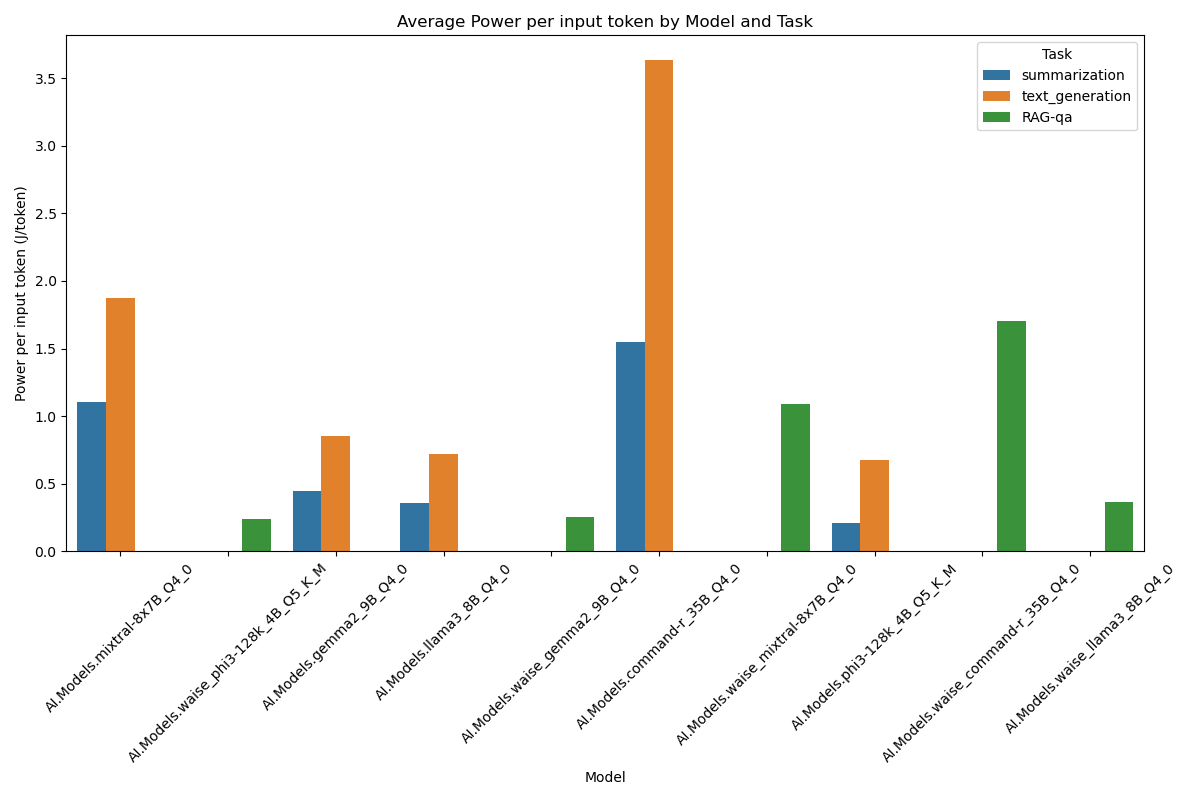 Average Power per input token by Model and Task
Task
summarization
text_generation
RAG-qa
Power per input token (J/token)
3.5
3.0
2.5
2.0
1.5
1.0
0.5
0.0
AI.Models.mixtral-8x7B_Q4_0
AI.Models.waise_phi3-128k_4B_Q5_K_M
AI.Models.gemma2_9B_Q4_0
AI.Models.llama3_8B_Q4_0
AI.Models.waise_gemma2_9B_Q4_0
AI.Models.command-r_35B_Q4_0
AI.Models.waise_mixtral-8x7B_Q4_0
AI.Models.phi3-128k_4B_Q5_K_M
AI.Models.waise_command-r_35B_Q4_0
AI.Models.waise_llama3_8B_Q4_0
Model